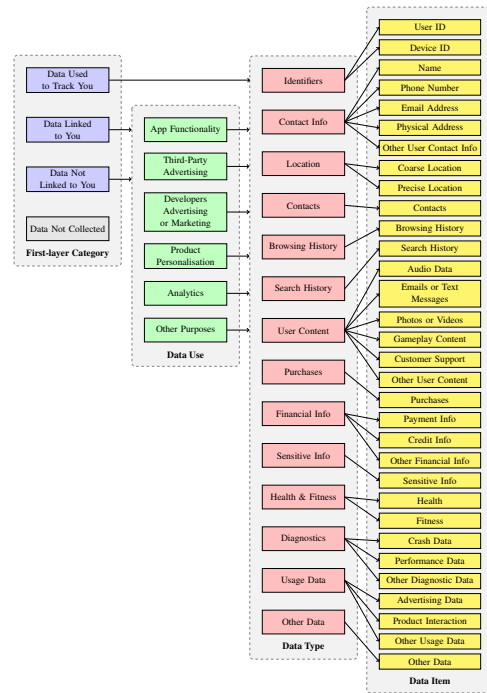 Data Used
to Track You
Data Linked
to You
Data Not
Linked to You
Data Not Collected
First-layer Category
App Functionality
Third-Party
Advertising
Developers
Advertising
or Marketing
Product
Personalisation
Analytics
Other Purposes
Data Use
Identifiers
Contact Info
Location
Contacts
Browsing History
Search History
User Content
Purchases
Financial Info
Sensitive Info
Health & Fitness
Diagnostics
Usage Data
Other Data
Data Type
User ID
Device ID
Name
Phone Number
Email Address
Physical Address
Other User Contact Info
Coarse Location
Precise Location
Contacts
Browsing History
Search History
Audio Data
Emails or Text
Messages
Photos or Videos
Gameplay Content
Customer Support
Other User Content
Purchases
Payment Info
Credit Info
Other Financial Info
Sensitive Info
Health
Fitness
Crash Data
Performance Data
Other Diagnostic Data
Advertising Data
Product Interaction
Other Usage Data
Other Data
Data Item